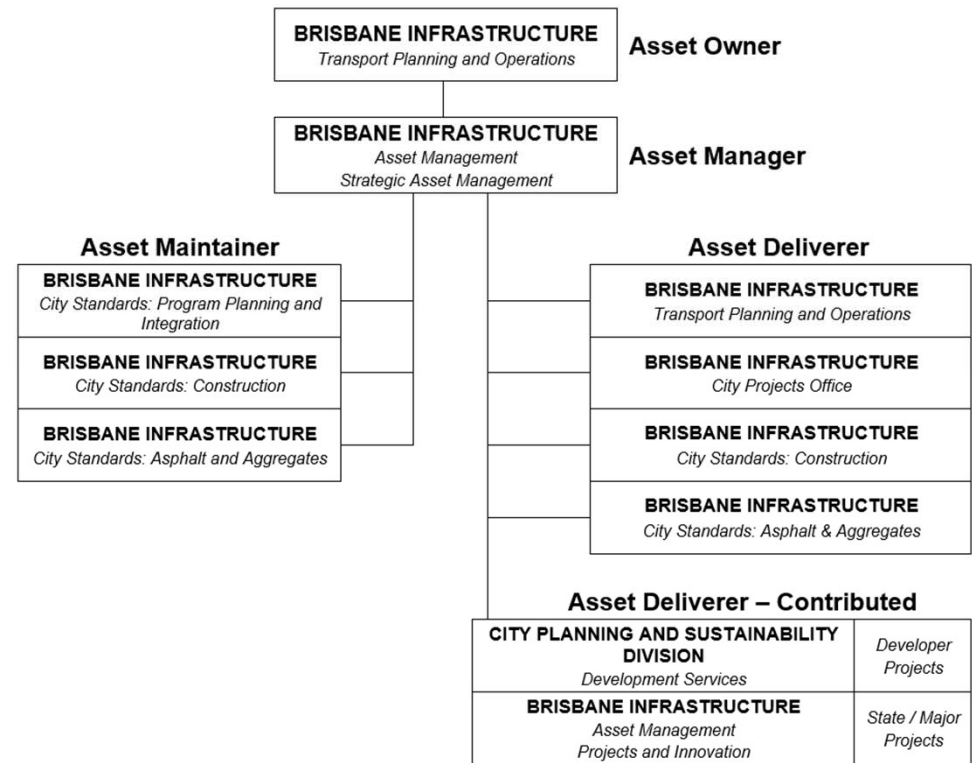 BRISBANE INFRASTRUCTURE
Transport Planning and Operations
Asset Owner
BRISBANE INFRASTRUCTURE
Asset Management
Strategic Asset Management
Asset Manager
Asset Maintainer
BRISBANE INFRASTRUCTURE
City Standards: Program Planning and
Integration
BRISBANE INFRASTRUCTURE
City Standards: Construction
BRISBANE INFRASTRUCTURE
City Standards: Asphalt and Aggregates
Asset Deliverer
BRISBANE INFRASTRUCTURE
Transport Planning and Operations
BRISBANE INFRASTRUCTURE
City Projects Office
BRISBANE INFRASTRUCTURE
City Standards: Construction
BRISBANE INFRASTRUCTURE
City Standards: Asphalt & Aggregates
Asset Deliverer – Contributed
CITY PLANNING AND SUSTAINABILITY
DIVISION
Development Services
Developer
Projects
BRISBANE INFRASTRUCTURE
Asset Management
Projects and Innovation
State / Major
Projects